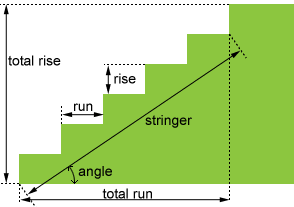 total rise
rise
run
stringer
angle
total run